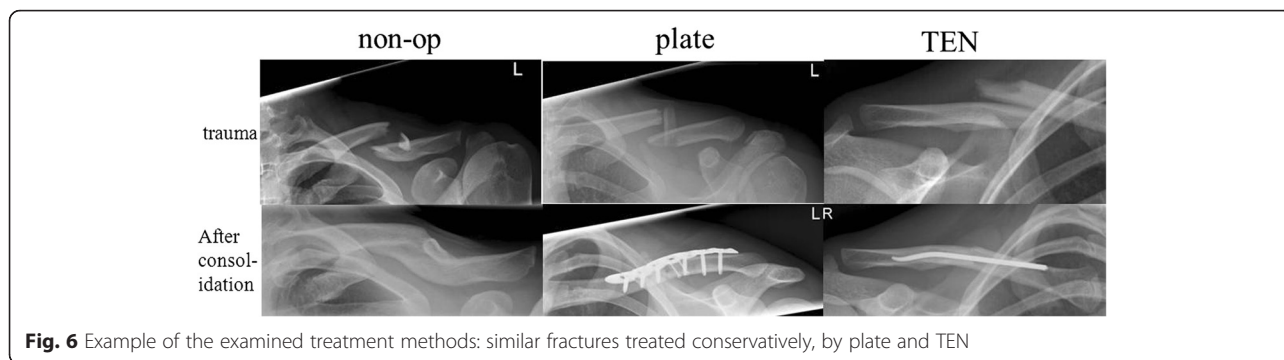 non-op plate TEN
L L
trauma
LR
After
consol-
idation
Fig. 6 Example of the examined treatment methods: similar fractures treated conservatively, by plate and TEN